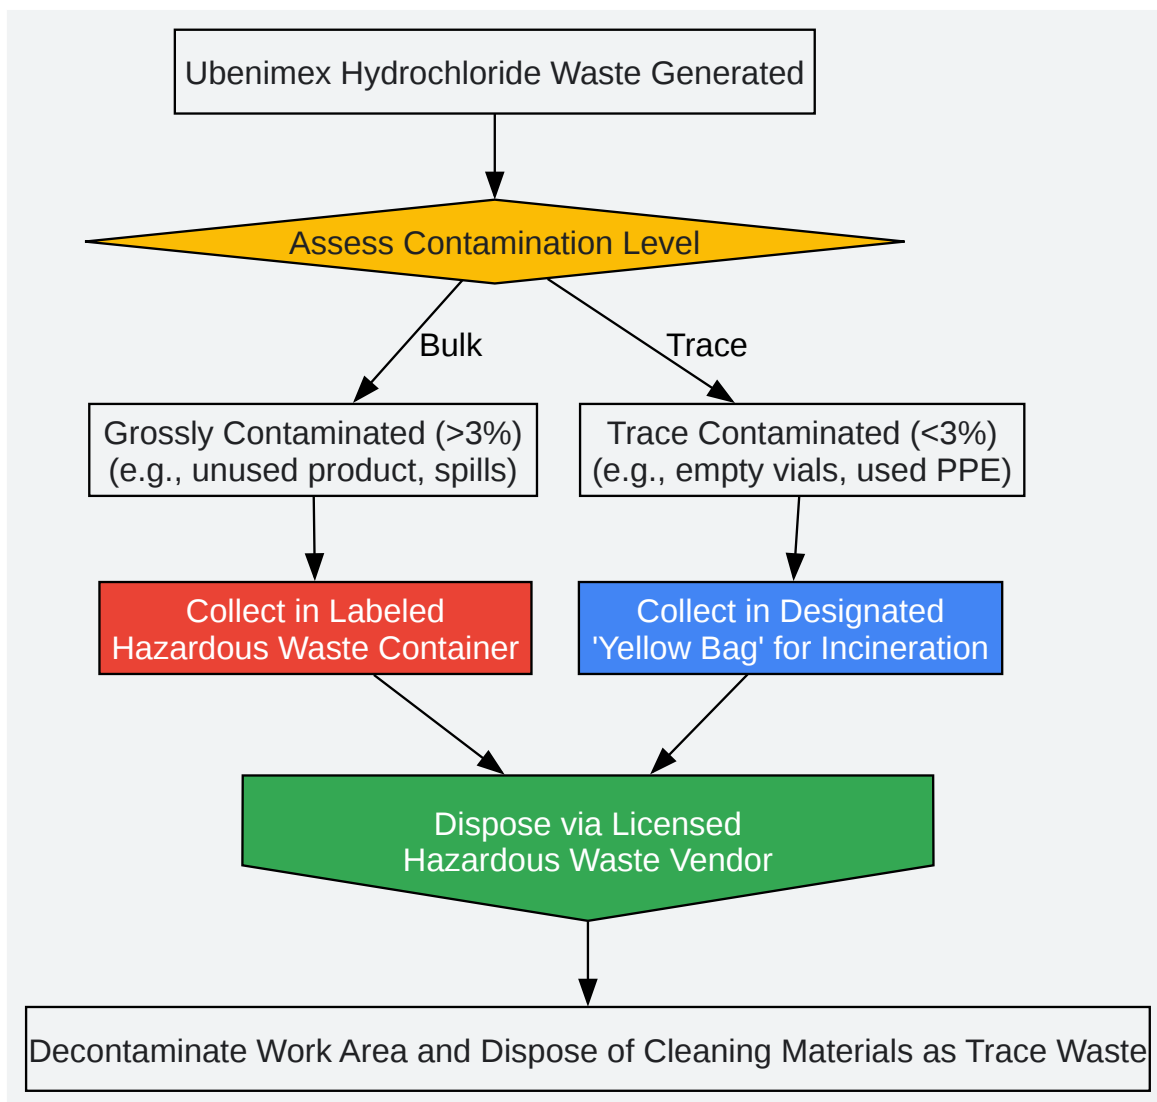 Ubenimex Hydrochloride Waste Generated
Assess Contamination Level
Bulk
Trace
Grossly Contaminated (>3%)
(e.g., unused product, spills)
Trace Contaminated (<3%)
(e.g., empty vials, used PPE)
Collect in Labeled
Hazardous Waste Container
Collect in Designated
'Yellow Bag' for Incineration
Dispose via Licensed
Hazardous Waste Vendor
Decontaminate Work Area and Dispose of Cleaning Materials as Trace Waste